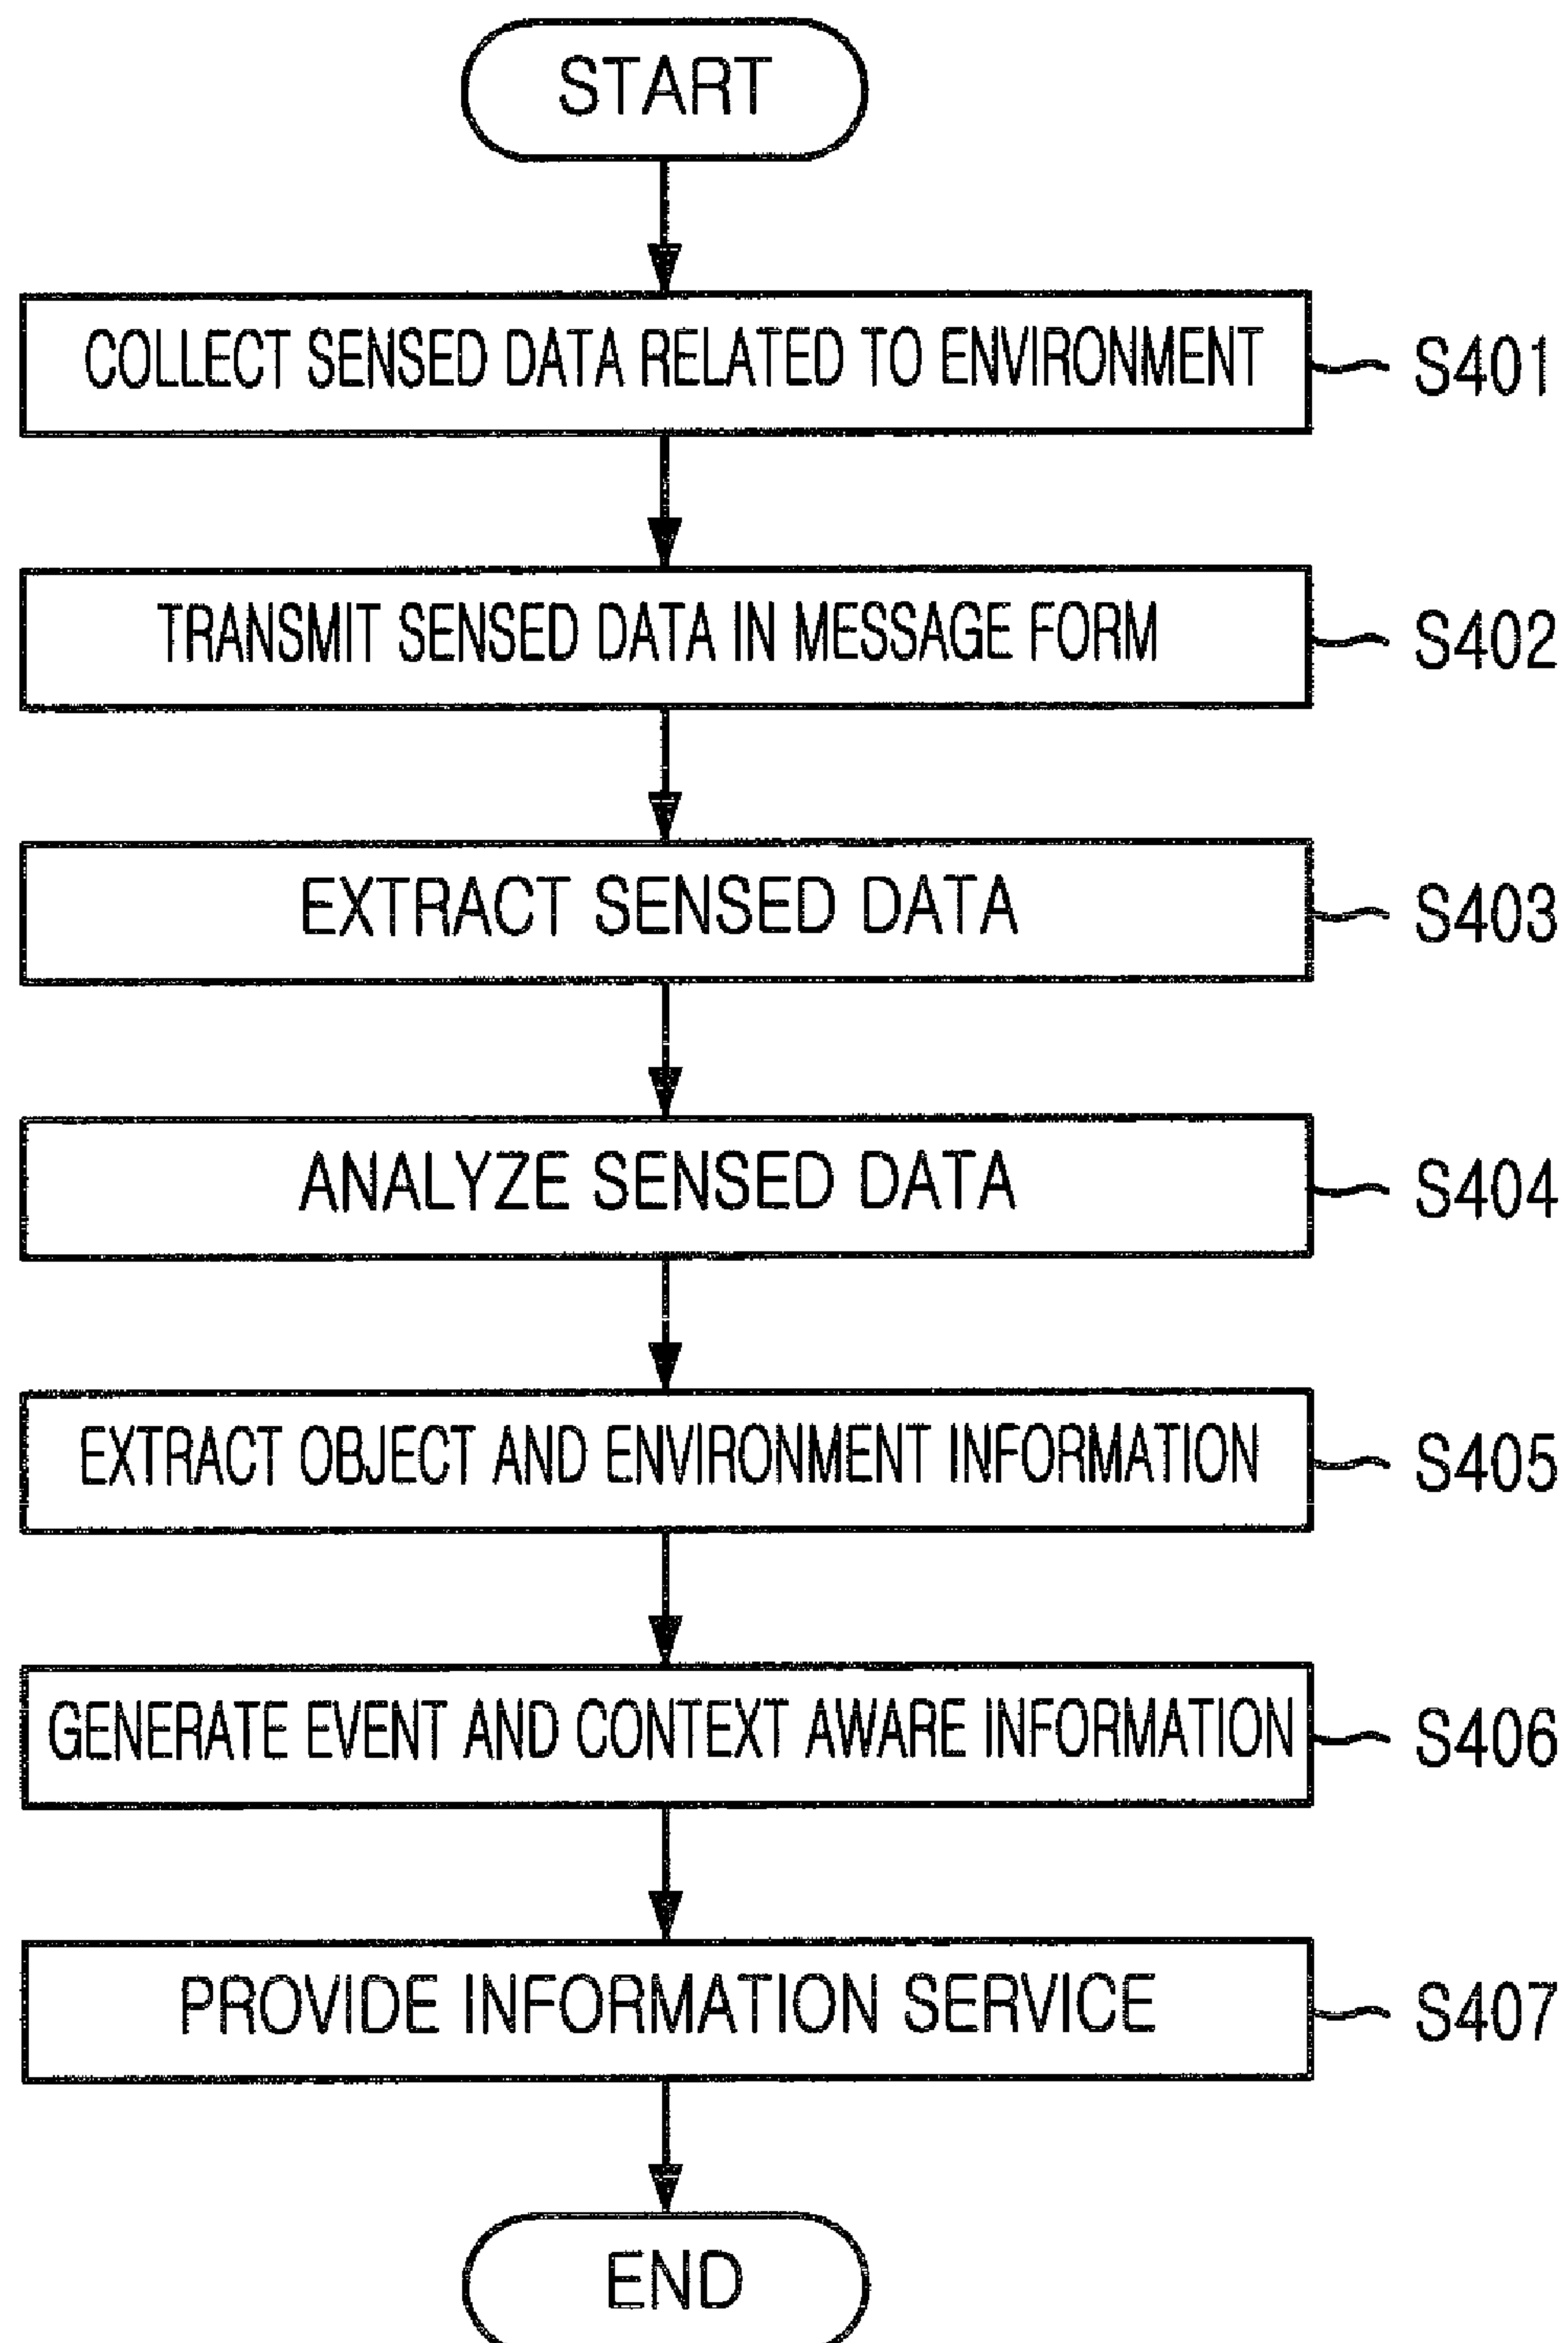 START
COLLECT SENSED DATA RELATED TO ENVIRONMENT S401
TRANSMIT SENSED DATA IN MESSAGE FORM S402
EXTRACT SENSED DATA S403
ANALYZE SENSED DATA S404
EXTRACT OBJECT AND ENVIRONMENT INFORMATION S405
GENERATE EVENT AND CONTEXT AWARE INFORMATION S406
PROVIDE INFORMATION SERVICE S407
END